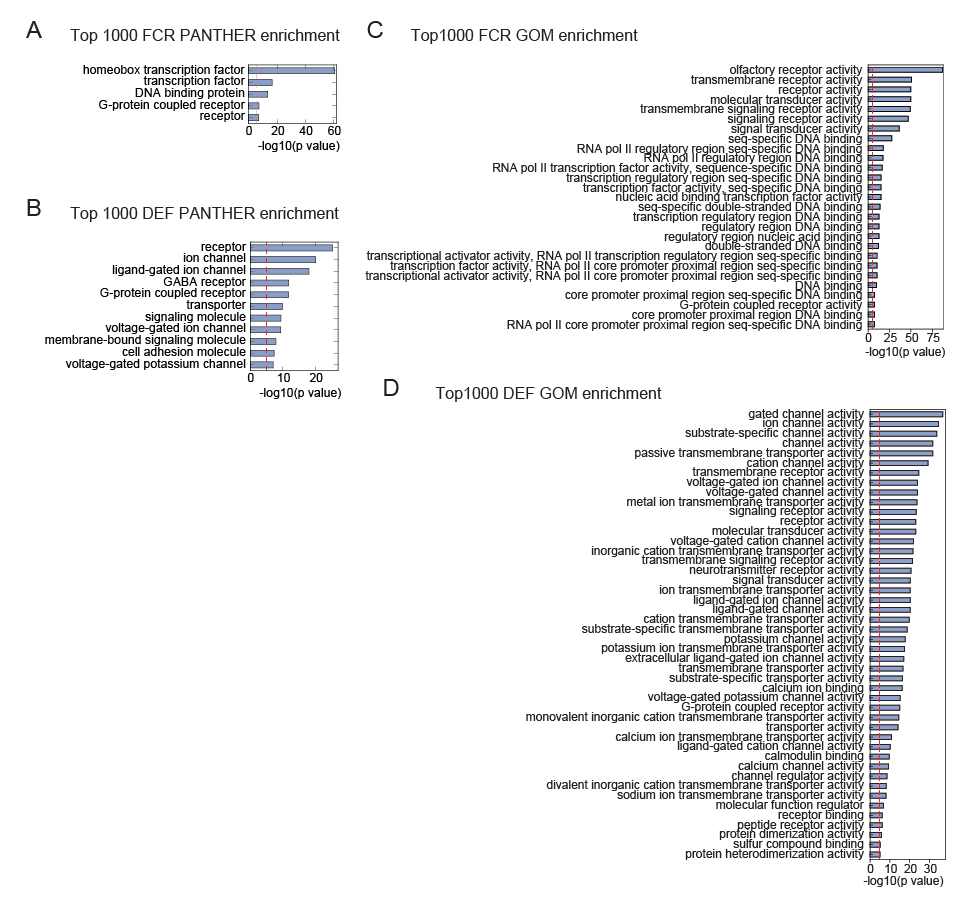 A Top 1000 FCR PANTHER enrichment
homeobox transcription factor
transcription factor
DNA binding protein
G-protein coupled receptor
receptor
0 20 40 60
-log10(p value)
B Top 1000 DEF PANTHER enrichment
receptor
ion channel
ligand-gated ion channel
GABA receptor
G-protein coupled receptor
transporter
signaling molecule
voltage-gated ion channel
membrane-bound signaling molecule
cell adhesion molecule
voltage-gated potassium channel
0 10 20
-log10(p value)
C Top1000 FCR GOM enrichment
olfactory receptor activity
transmembrane receptor activity
receptor activity
molecular transducer activity
transmembrane signaling receptor activity
signaling receptor activity
signal transducer activity
seq-specific DNA binding
RNA pol II regulatory region seq-specific DNA binding
RNA pol II regulatory region DNA binding
RNA pol II transcription factor activity, sequence-specific DNA binding
transcription regulatory region seq-specific DNA binding
transcription factor activity, seq-specific DNA binding
nucleic acid binding transcription factor activity
seq-specific double-stranded DNA binding
transcription regulatory region DNA binding
regulatory region DNA binding
regulatory region nucleic acid binding
double-stranded DNA binding
transcriptional activator activity, RNA pol II transcription regulatory region seq-specific binding
transcription factor activity, RNA pol II core promoter proximal region seq-specific binding
transcriptional activator activity, RNA pol II core promoter proximal region seq-specific binding
DNA binding
core promoter proximal region seq-specific DNA binding
G-protein coupled receptor activity
core promoter proximal region DNA binding
RNA pol II core promoter proximal region seq-specific DNA binding
0 25 50 75
-log10(p value)
D Top1000 DEF GOM enrichment
gated channel activity
ion channel activity
substrate-specific channel activity
channel activity
passive transmembrane transporter activity
cation channel activity
transmembrane receptor activity
voltage-gated ion channel activity
voltage-gated channel activity
metal ion transmembrane transporter activity
signaling receptor activity
receptor activity
molecular transducer activity
voltage-gated cation channel activity
inorganic cation transmembrane transporter activity
transmembrane signaling receptor activity
neurotransmitter receptor activity
signal transducer activity
ion transmembrane transporter activity
ligand-gated ion channel activity
ligand-gated channel activity
cation transmembrane transporter activity
substrate-specific transmembrane transporter activity
potassium channel activity
potassium ion transmembrane transporter activity
extracellular ligand-gated ion channel activity
transmembrane transporter activity
substrate-specific transporter activity
calcium ion binding
voltage-gated potassium channel activity
G-protein coupled receptor activity
monovalent inorganic cation transmembrane transporter activity
transporter activity
calcium ion transmembrane transporter activity
ligand-gated cation channel activity
calmodulin binding
calcium channel activity
channel regulator activity
divalent inorganic cation transmembrane transporter activity
sodium ion transmembrane transporter activity
molecular function regulator
receptor binding
peptide receptor activity
protein dimerization activity
sulfur compound binding
protein heterodimerization activity
0 10 20 30
-log10(p value)